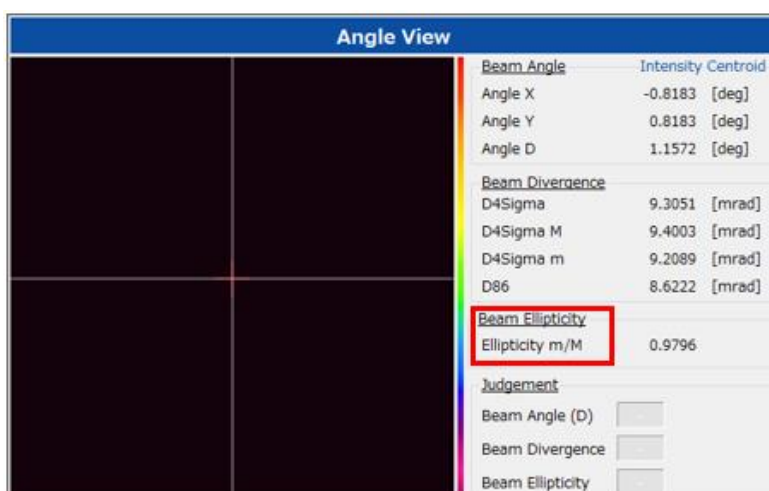 Angle View
Beam Angle Intensity Centroid
Angle X -0.8183 [deg]
Angle Y 0.8183 [deg]
Angle D 1.1572 [deg]
Beam Divergence
D4Sigma 9.3051 [mrad]
D4Sigma M 9.4003 [mrad]
D4Sigma m 9.2089 [mrad]
D86 8.6222 [mrad]
Beam Ellipticity
Ellipticity m/M 0.9796
Judgement
Beam Angle (D) -
Beam Divergence -
Beam Ellipticity